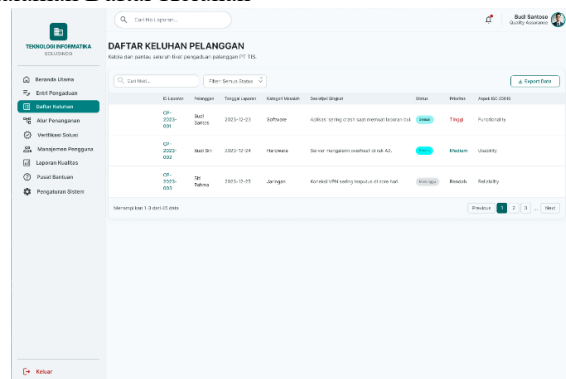 Cari No Laporan...
Budi Santoso
Quality Assurance
TEKNOLOGI INFORMATIKA
SOLUSINDO
DAFTAR KELUHAN PELANGGAN
Kelola dan pantau seluruh tiket pengaduan pelanggan PT TIS.
Cari tiket...
Filter: Semua Status
Export Data
Beranda Utama
Entri Pengaduan
Daftar Keluhan
Alur Penanganan
Verifikasi Solusi
Manajemen Pengguna
Laporan Kualitas
Pusat Bantuan
Pengaturan Sistem
ID Laporan Pelanggan Tanggal Laporan Kategori Masalah Deskripsi Singkat Status Prioritas Aspek ISO 25010
CP-2023-001 Budi Santoso 2023-12-25 Software Aplikasi sering crash saat memuat laporan Tinggi Functionality
CP-2023-002 2023-12-24 Hardware Server mengalami overheat di rak A2. Medium Usability
CP-2023-003 Siti Rahma 2023-12-23 Jaringan Koneksi VPN sering terputus di sore hari. Menunggu Rendah Reliability
Menampilkan 1-3 dari 45 data
Previous 1 2 3 ... Next
Keluar